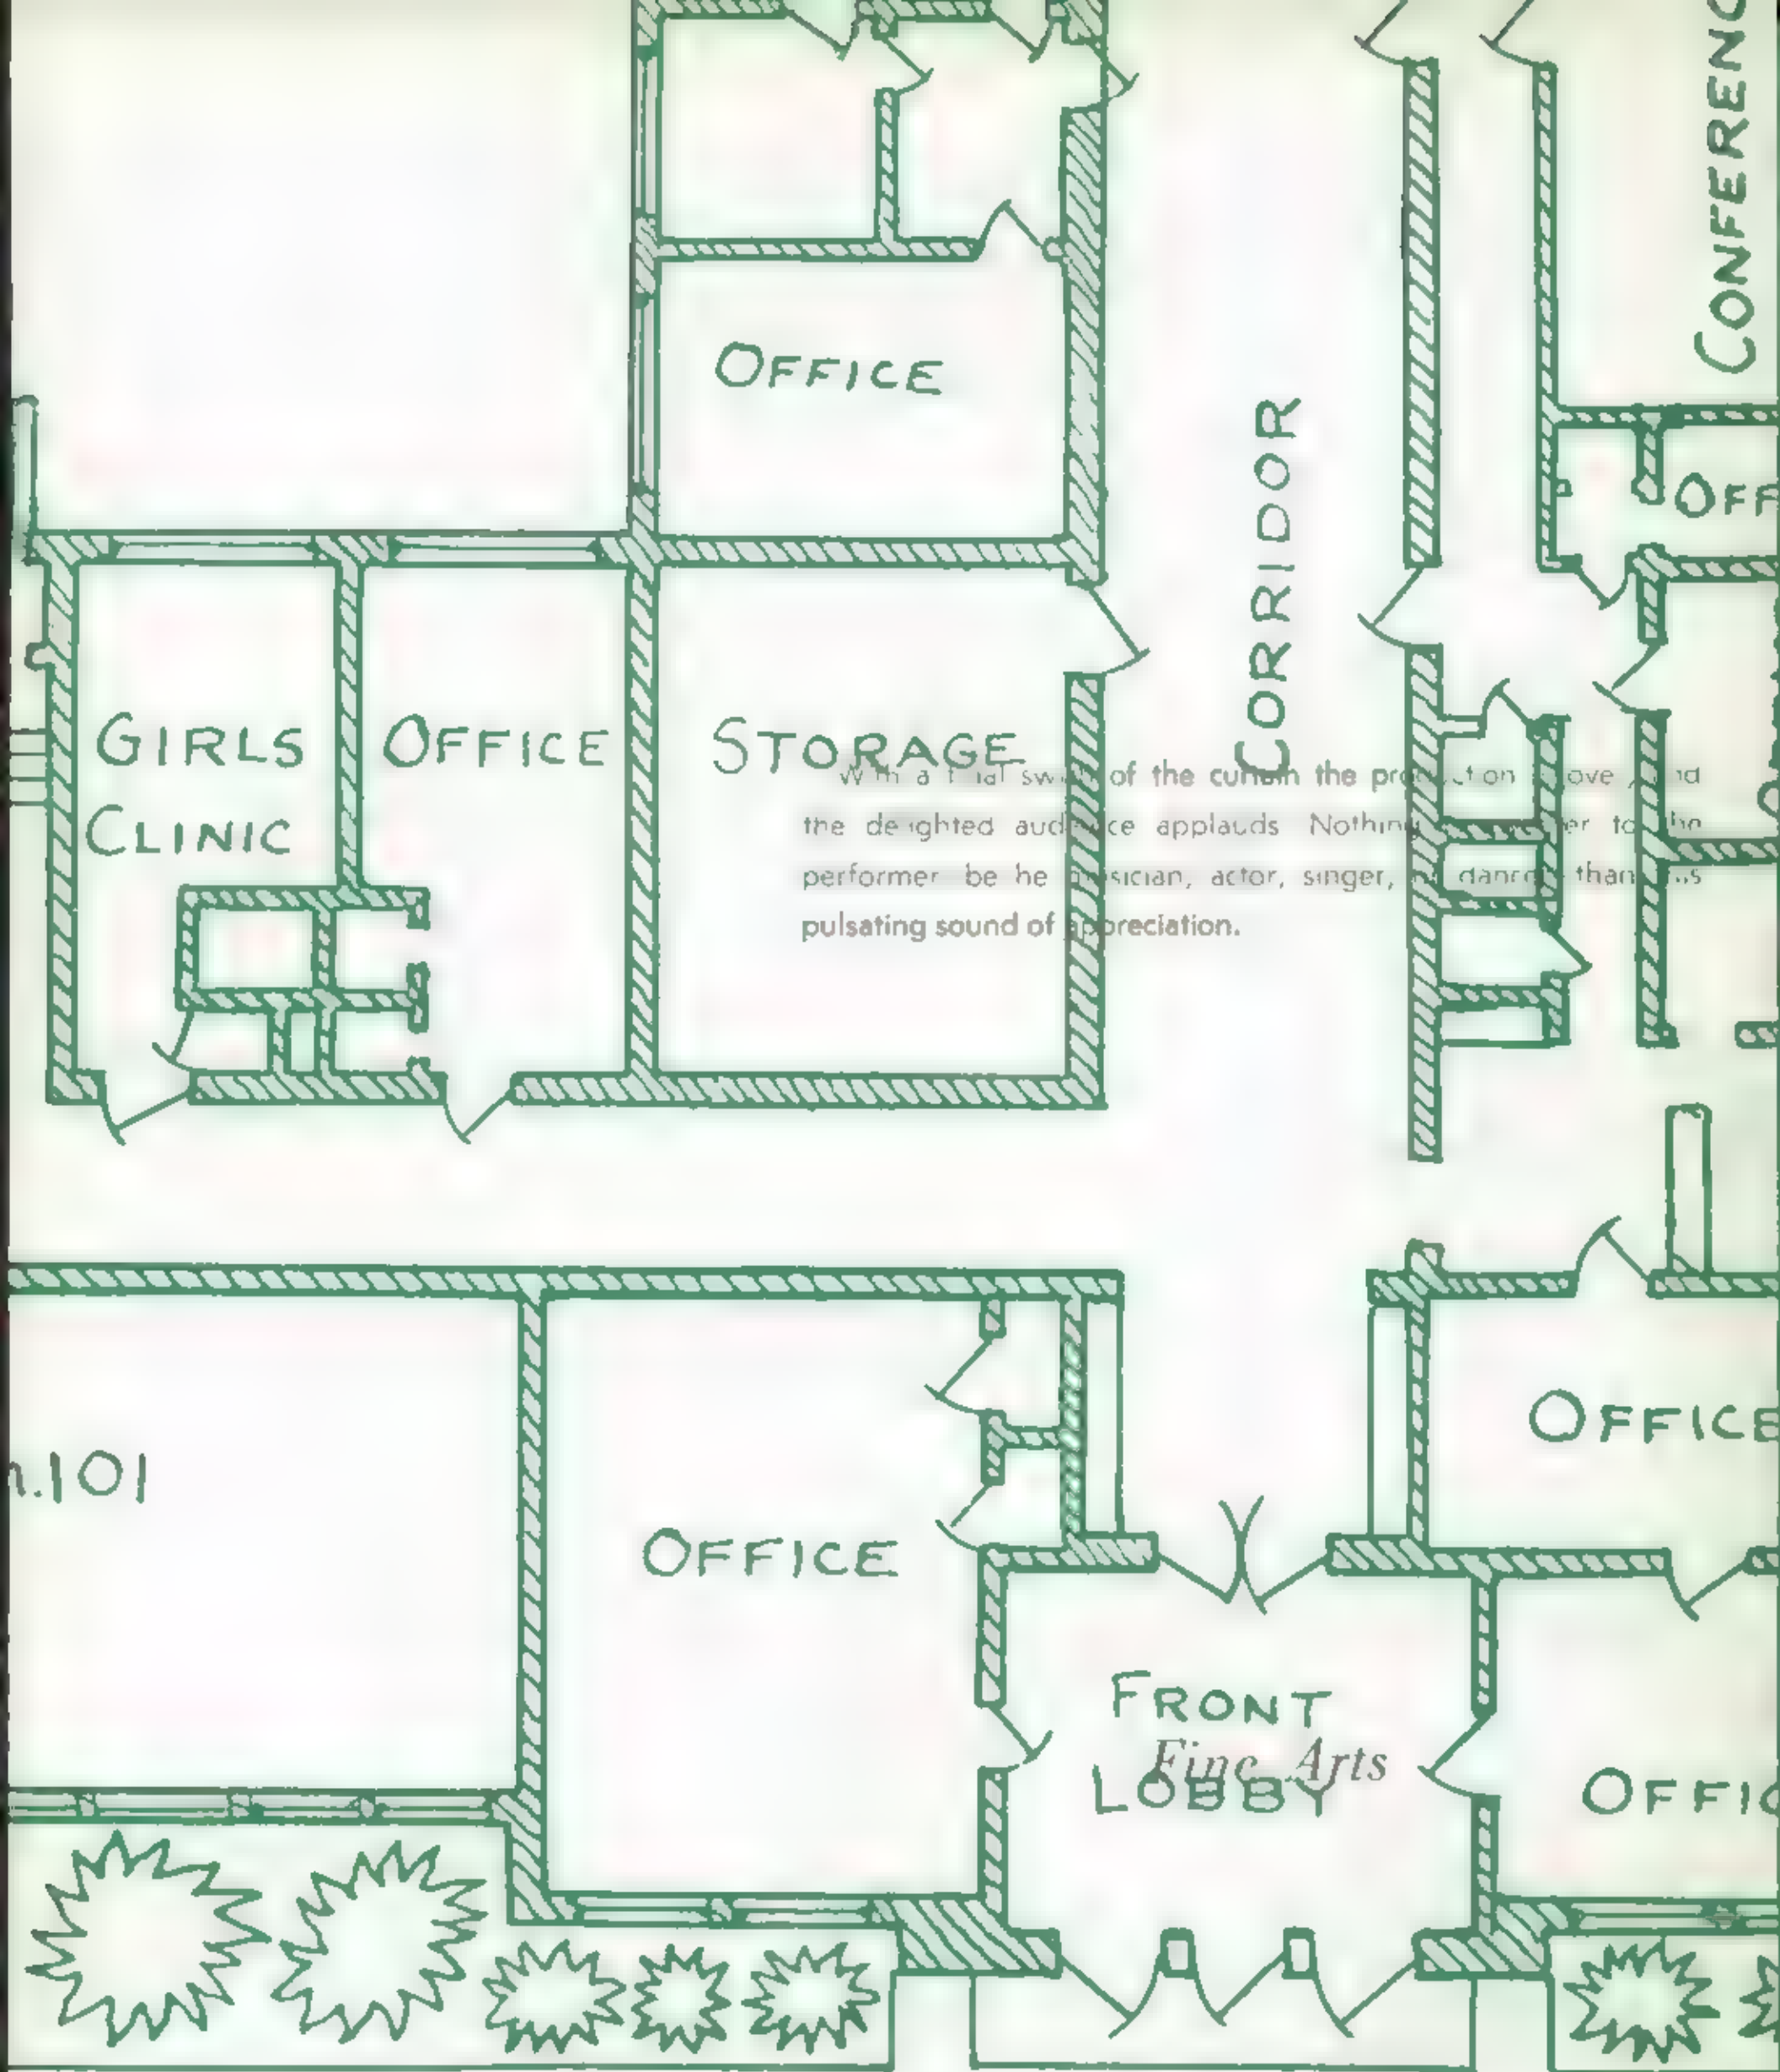 CONFERENC
OFFICE
CORRIDOR
OFF
GIRLS
CLINIC
OFFICE
STORAGE
of the curtain the
the delighted audience applauds Nothing to the
performer be he musician, actor, singer, dancer than this
pulsating sound of appreciation.
101
OFFICE
OFFICE
FRONT
LOBBY
Fine Arts
OFFIC